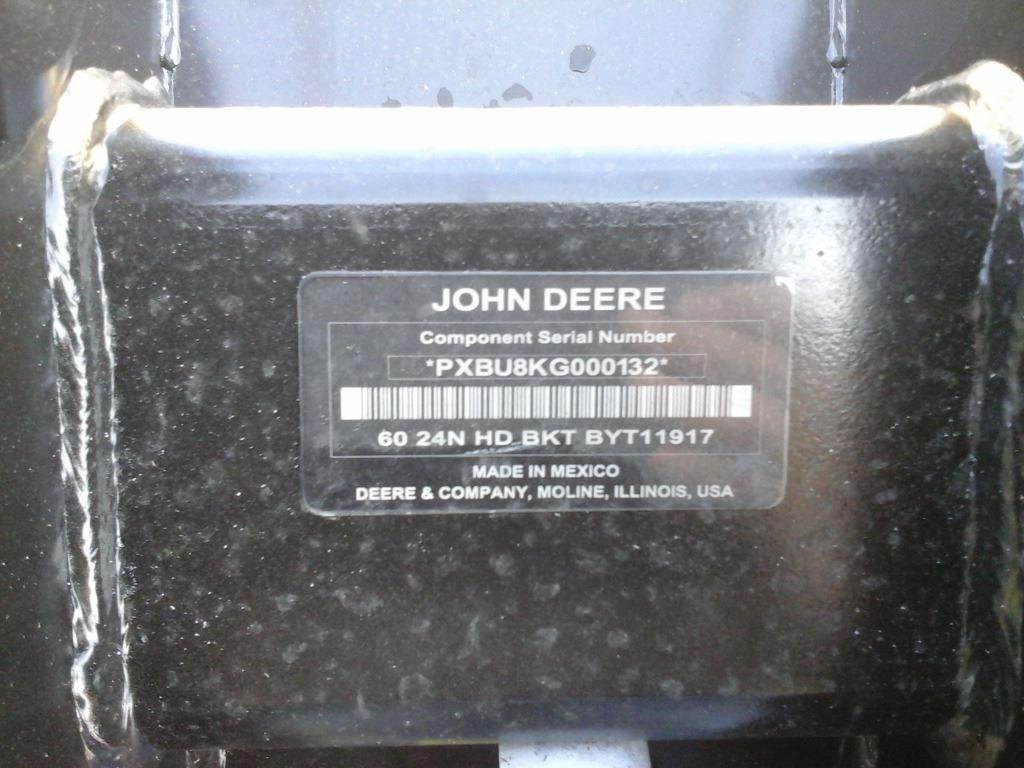 JOHN DEERE
Component Serial Number
*PXBU8KG000132*
60 24N HD BKT BYT11917
MADE IN MEXICO
DEERE & COMPANY, MOLINE, ILLINOIS, USA